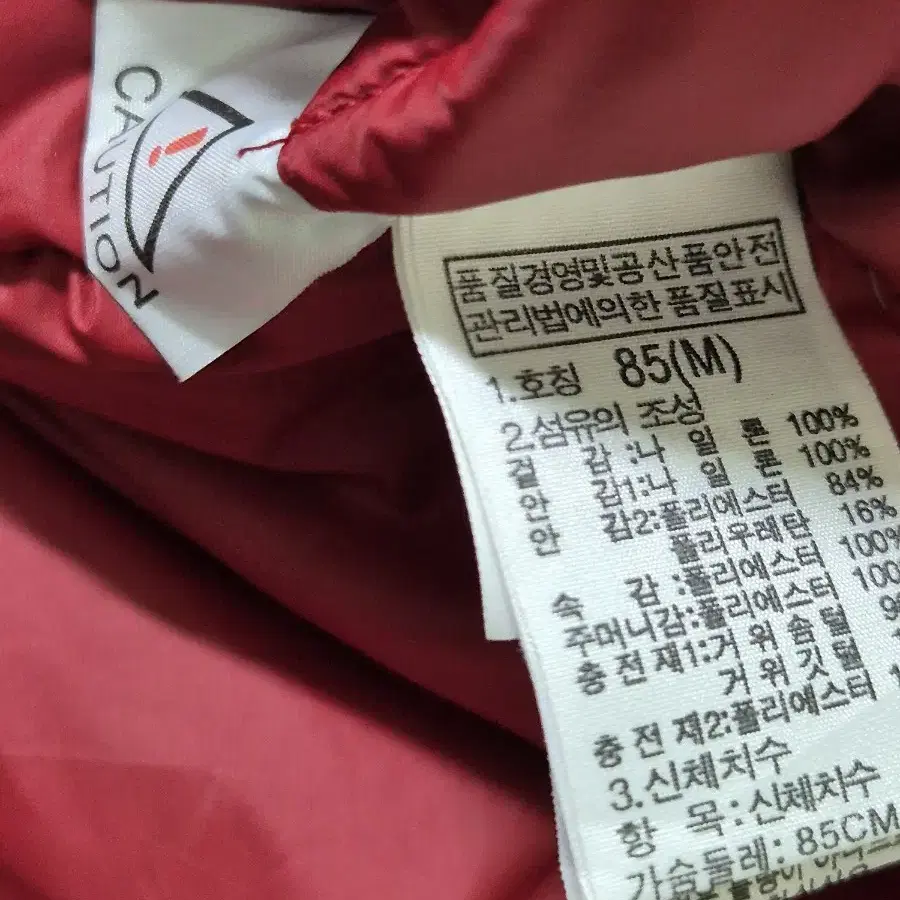 CAUTION
품질경영및공산품안전
관리법에의한 품질표시
1.호칭 85(M)
2.섬유의 조성
겉 감 :나 일 론 100%
안 감1:나 일 론 100%
안 감2:폴리에스터 84%
폴리우레탄 16%
속 감 :폴리에스터 100%
주머니감:폴리에스터 100
충 전 재1:거 위 솜 털 9
거 위 깃 털
충 전 재2:폴리에스터 1
3.신체치수
항 목:신체치수
가슴둘레: 85CM